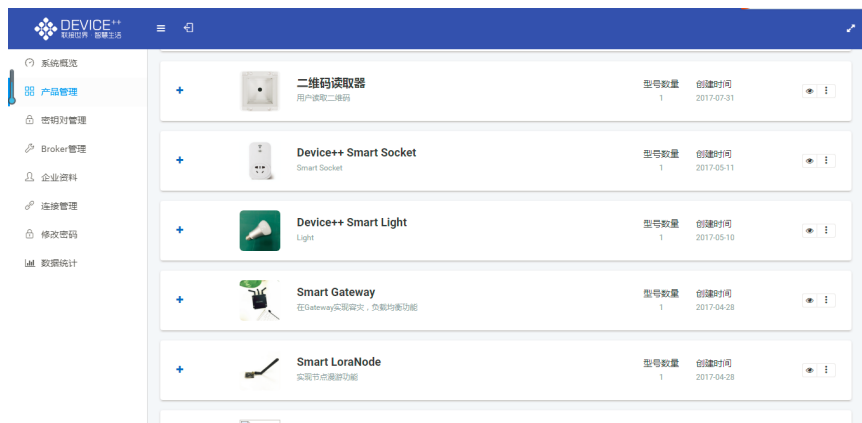 DEVICE++
联接世界·智慧生活
系统概览
产品管理
密钥对管理
Broker管理
企业资料
连接管理
修改密码
数据统计
二维码读取器
用户读取二维码
型号数量
1
创建时间
2017-07-31
Device++ Smart Socket
Smart Socket
型号数量
1
创建时间
2017-05-11
Device++ Smart Light
Light
型号数量
1
创建时间
2017-05-10
Smart Gateway
在Gateway实现容灾，负载均衡功能
型号数量
1
创建时间
2017-04-28
Smart LoraNode
实现节点漫游功能
型号数量
1
创建时间
2017-04-28